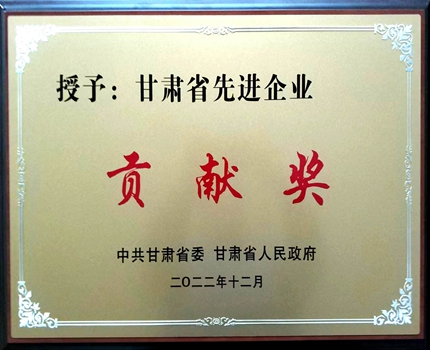 授予：甘肃省先进企业
贡献奖
中共甘肃省委 甘肃省人民政府
二〇二二年十二月